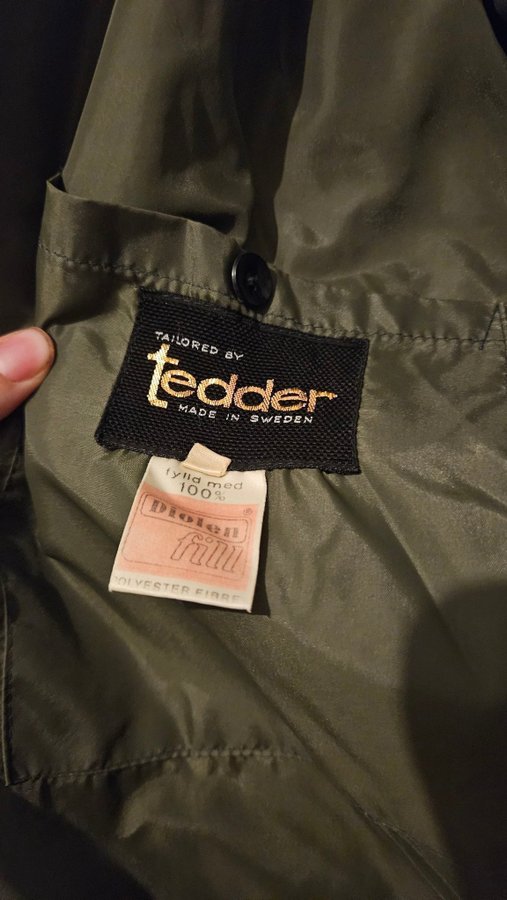 TAILORED BY
tedder
MADE IN SWEDEN
fylld med
100%
Diolen ®
fill
POLYESTER FIBRE